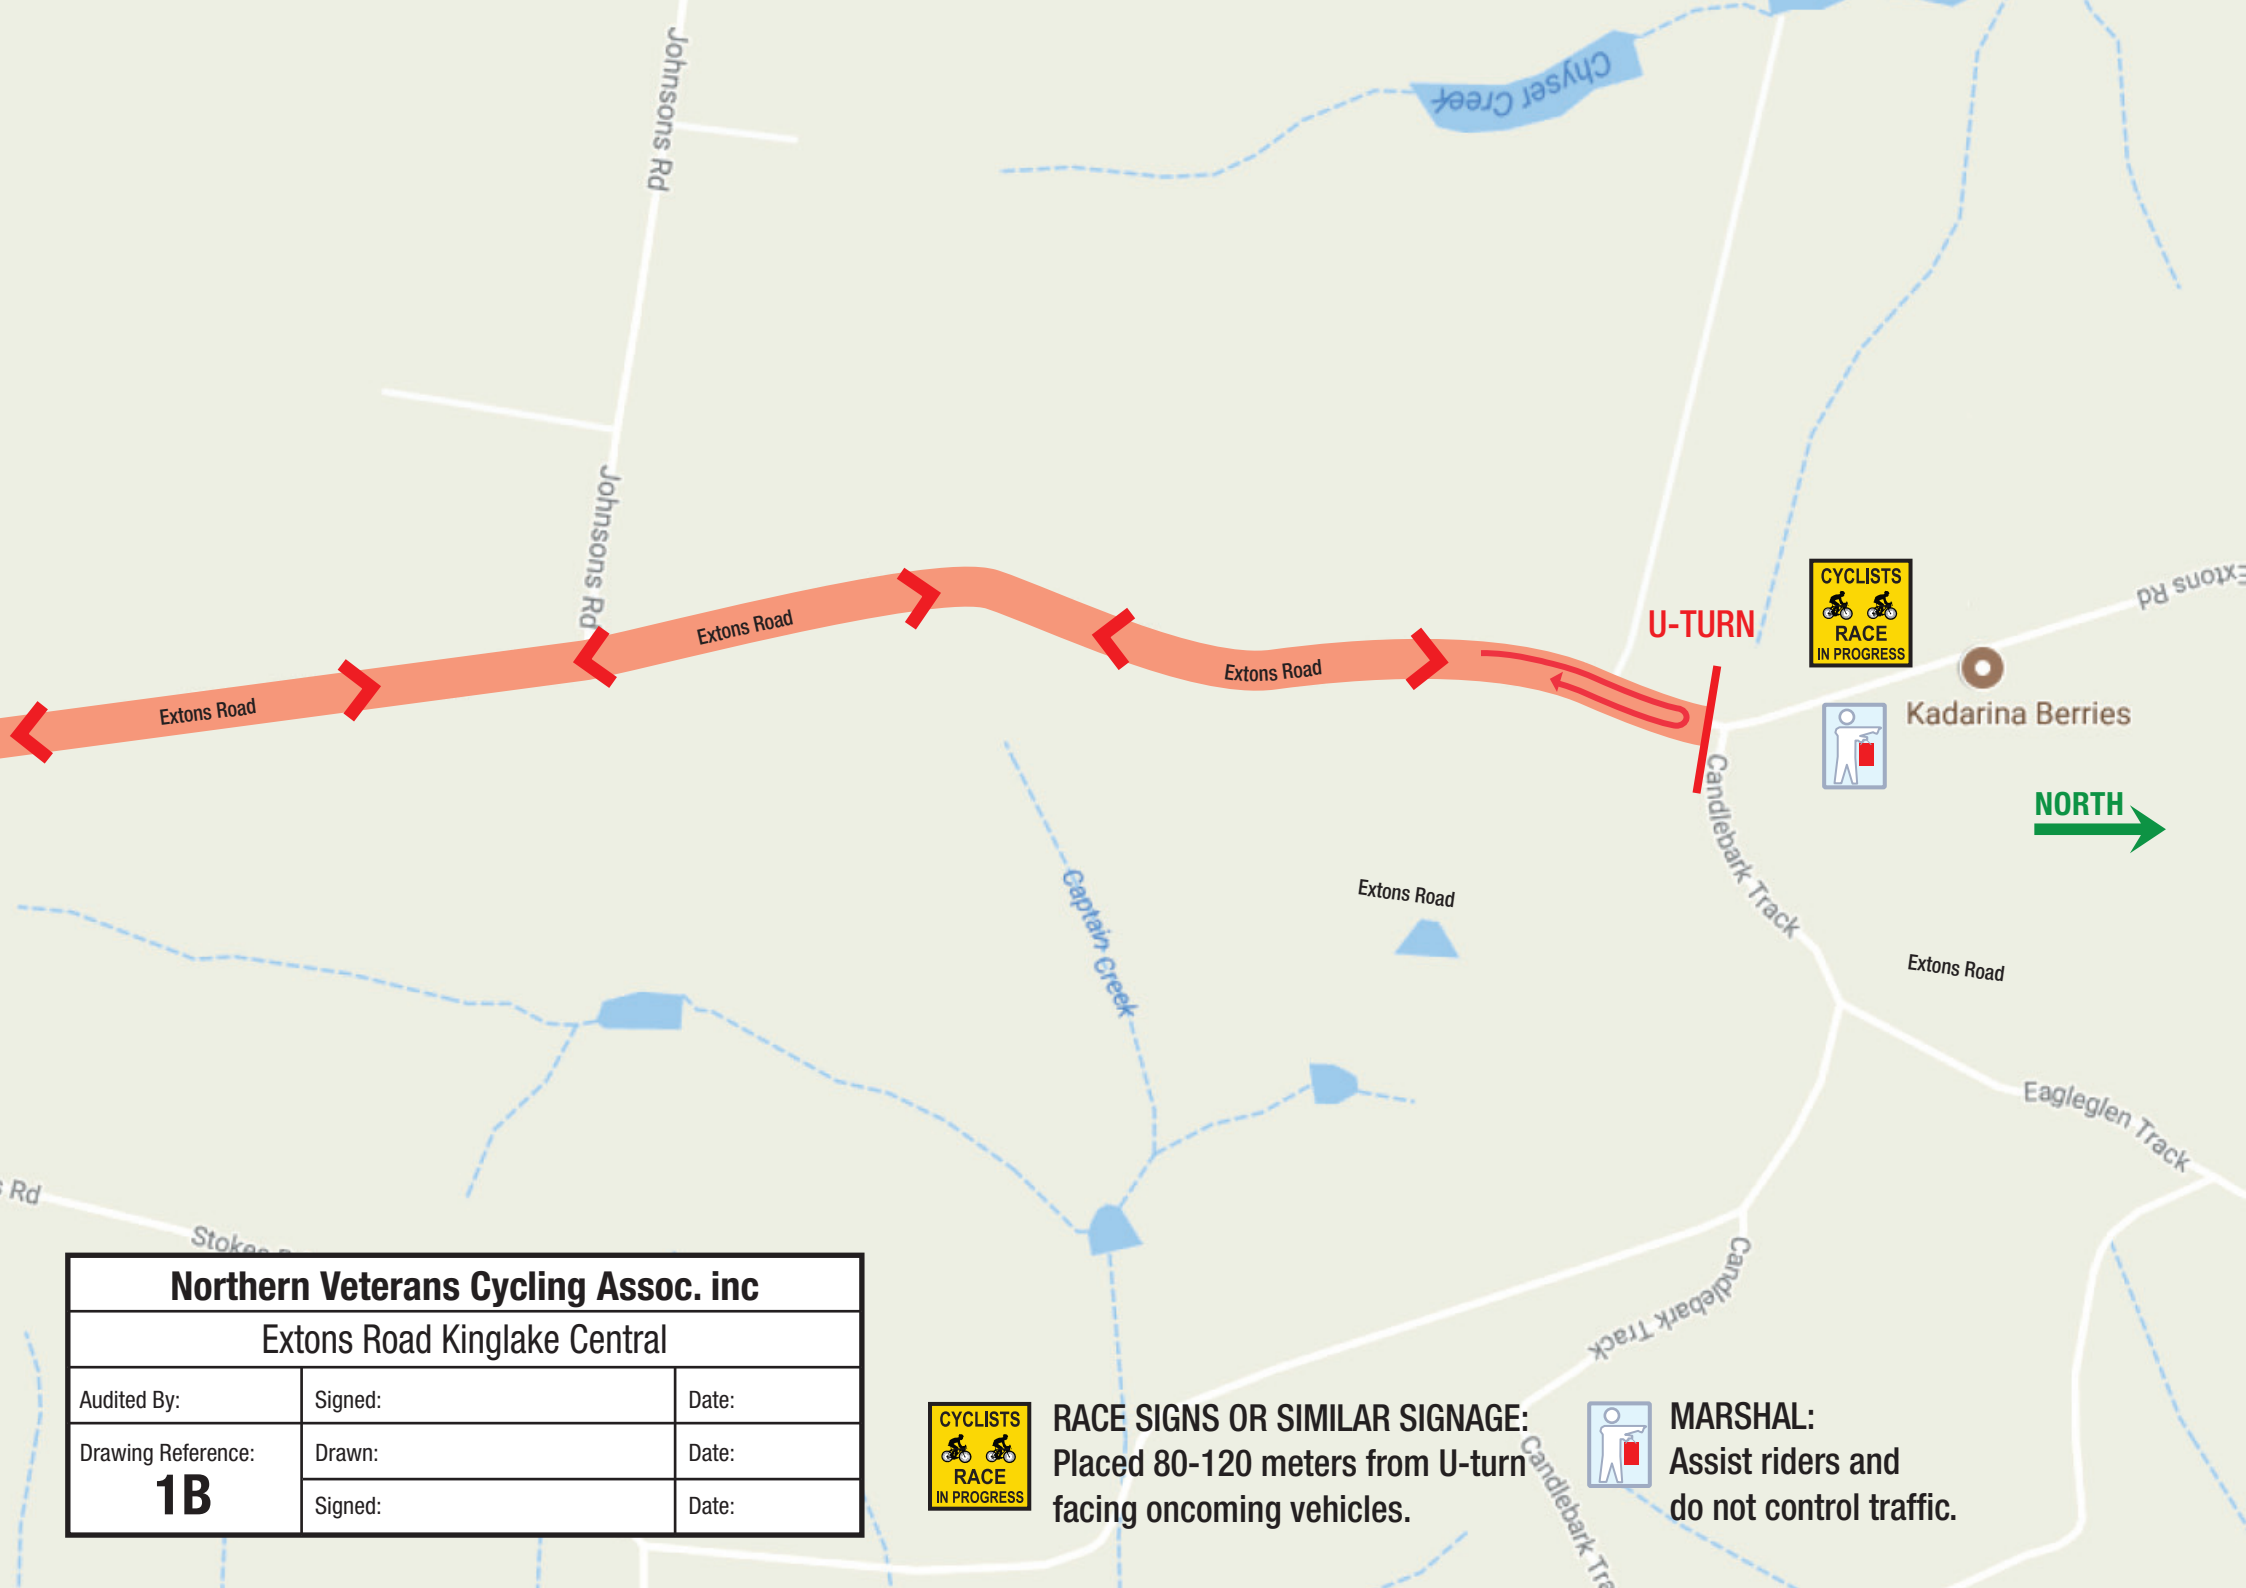 Johnsons Rd
Chyser Creek
Johnsons Rd
CYCLISTS
RACE
IN PROGRESS
Extons Rd
U-TURN
Extons Road
Extons Road
Extons Road
Kadarina Berries
NORTH
Candlebark Track
Captain Creek
Extons Road
Extons Road
Eagleglen Track
Rd
Stokes
Candlebark Track
Northern Veterans Cycling Assoc. inc
Extons Road Kinglake Central
Audited By:
Signed:
Date:
Drawing Reference:
1B
Drawn:
Date:
Signed:
Date:
CYCLISTS
RACE
IN PROGRESS
RACE SIGNS OR SIMILAR SIGNAGE:
Placed 80-120 meters from U-turn
facing oncoming vehicles.
Candlebark Tra
MARSHAL:
Assist riders and
do not control traffic.